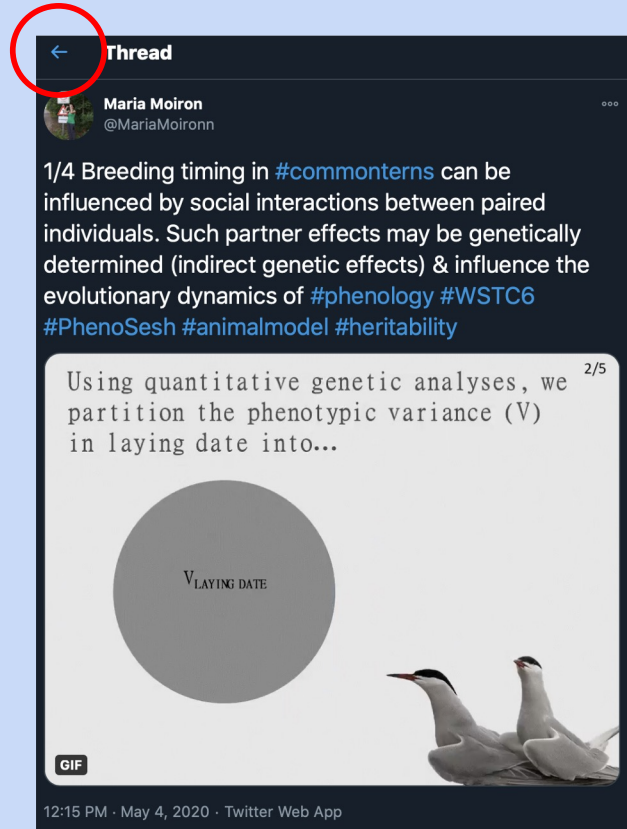 Thread
Maria Moiron
@MariaMoironn
1/4 Breeding timing in #commonterns can be
influenced by social interactions between paired
individuals. Such partner effects may be genetically
determined (indirect genetic effects) & influence the
evolutionary dynamics of #phenology #WSTC6
#PhenoSesh #animalmodel #heritability
2/5
Using quantitative genetic analyses, we
partition the phenotypic variance (V)
in laying date into...
VLAYING DATE
GIF
12:15 PM · May 4, 2020 · Twitter Web App